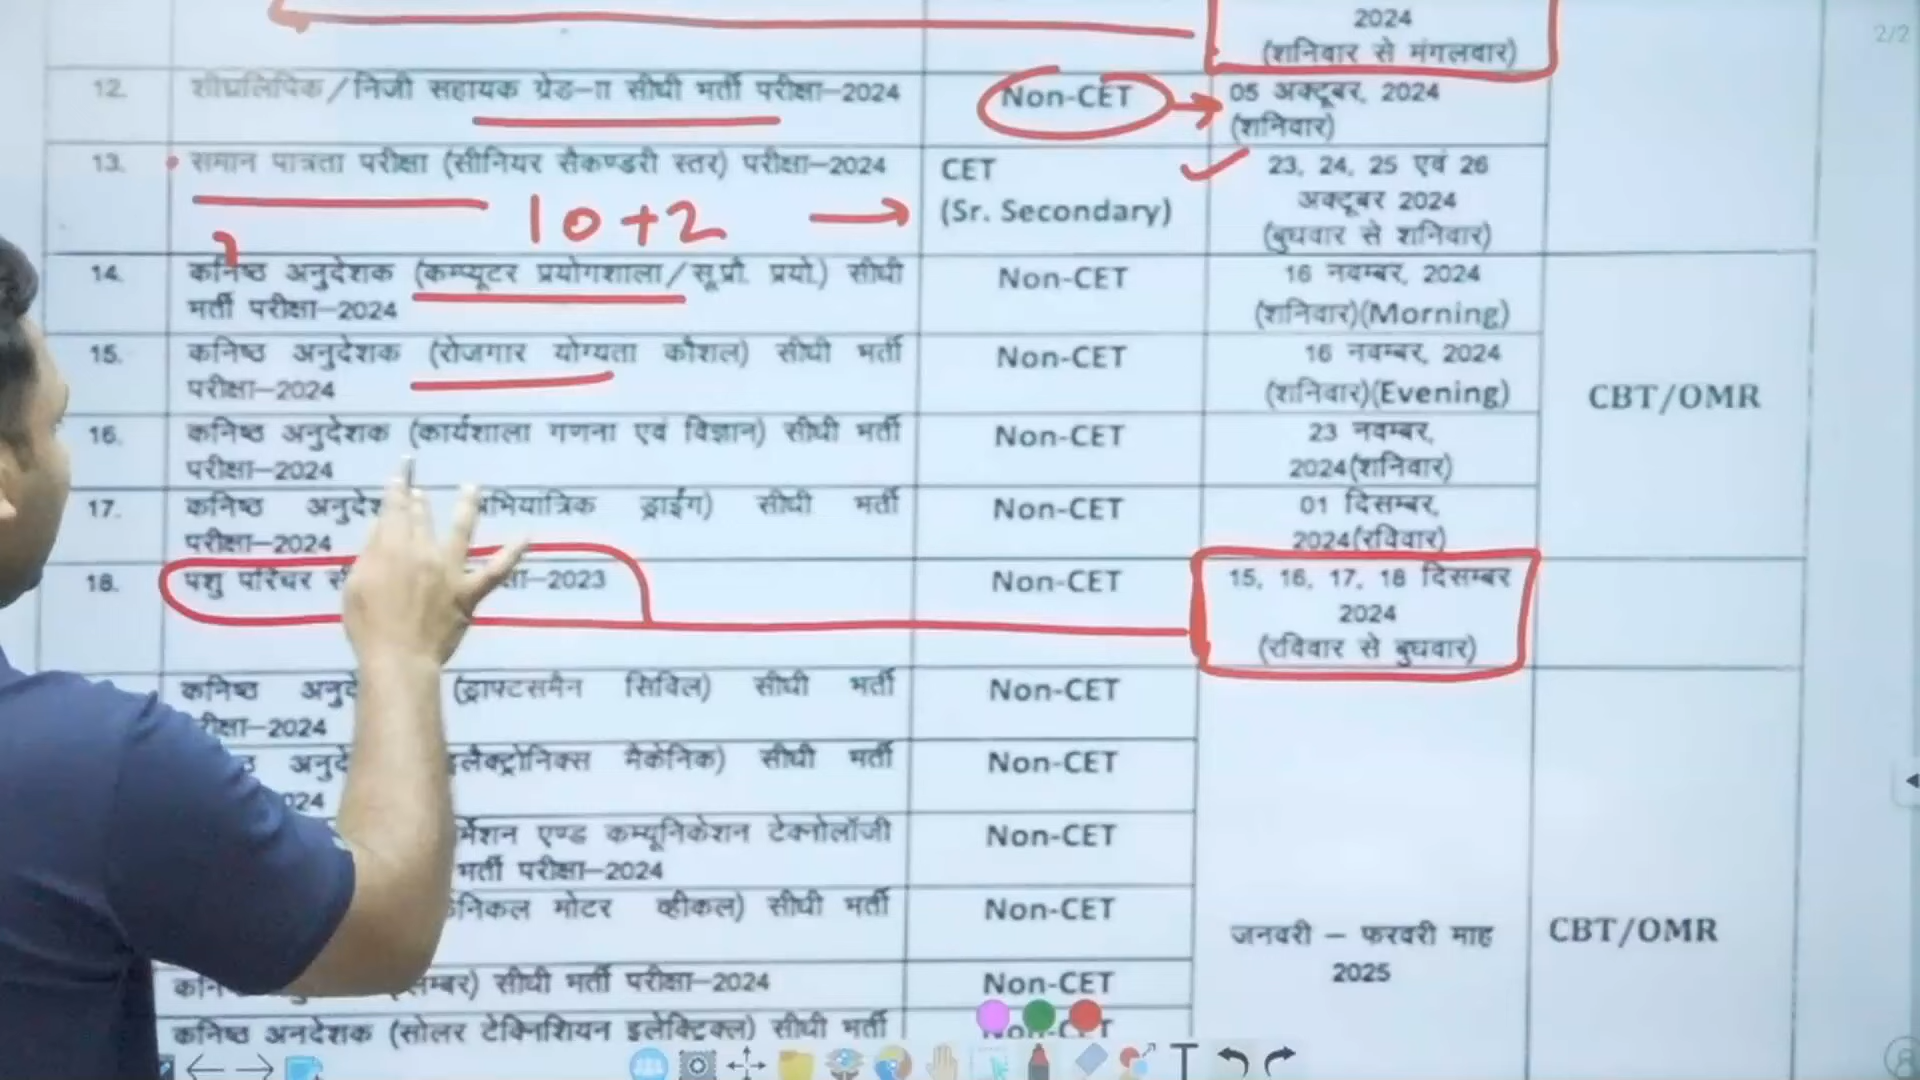 2024
(शनिवार से मंगलवार)
2/2
12.
शीघ्रलिपिक/निजी सहायक ग्रेड-II सीधी भर्ती परीक्षा-2024
Non-CET
05 अक्टूबर, 2024
(शनिवार)
13.
समान पात्रता परीक्षा (सीनियर सैकण्डरी स्तर) परीक्षा-2024
CET
(Sr. Secondary)
23, 24, 25 एवं 26
अक्टूबर 2024
(बुधवार से शनिवार)
10+2
14.
कनिष्ठ अनुदेशक (कम्प्यूटर प्रयोगशाला/सू.प्रौ. प्रयो.) सीधी
भर्ती परीक्षा-2024
Non-CET
16 नवम्बर, 2024
(शनिवार)(Morning)
15.
कनिष्ठ अनुदेशक (रोजगार योग्यता कौशल) सीधी भर्ती
परीक्षा-2024
Non-CET
16 नवम्बर, 2024
(शनिवार)(Evening)
CBT/OMR
16.
कनिष्ठ अनुदेशक (कार्यशाला गणना एवं विज्ञान) सीधी भर्ती
परीक्षा-2024
Non-CET
23 नवम्बर,
2024(शनिवार)
17.
कनिष्ठ ड्राईंग) सीधी भर्ती
परीक्षा-2024
Non-CET
01 दिसम्बर,
2024(रविवार)
18.
पशु परिचर -2023
Non-CET
15, 16, 17, 18 दिसम्बर
2024
(रविवार से बुधवार)
कनिष्ठ (ड्राफ्टसमैन सिविल) सीधी भर्ती
-2024
Non-CET
मैकेनिक) सीधी भर्ती
Non-CET
एण्ड कम्यूनिकेशन टेक्नोलॉजी
भर्ती परीक्षा-2024
Non-CET
मोटर व्हीकल) सीधी भर्ती
Non-CET
जनवरी – फरवरी माह
2025
CBT/OMR
सीधी भर्ती परीक्षा-2024
Non-CET
कनिष्ठ अनुदेशक (सोलर टेक्निशियन इलेक्ट्रिकल) सीधी भर्ती